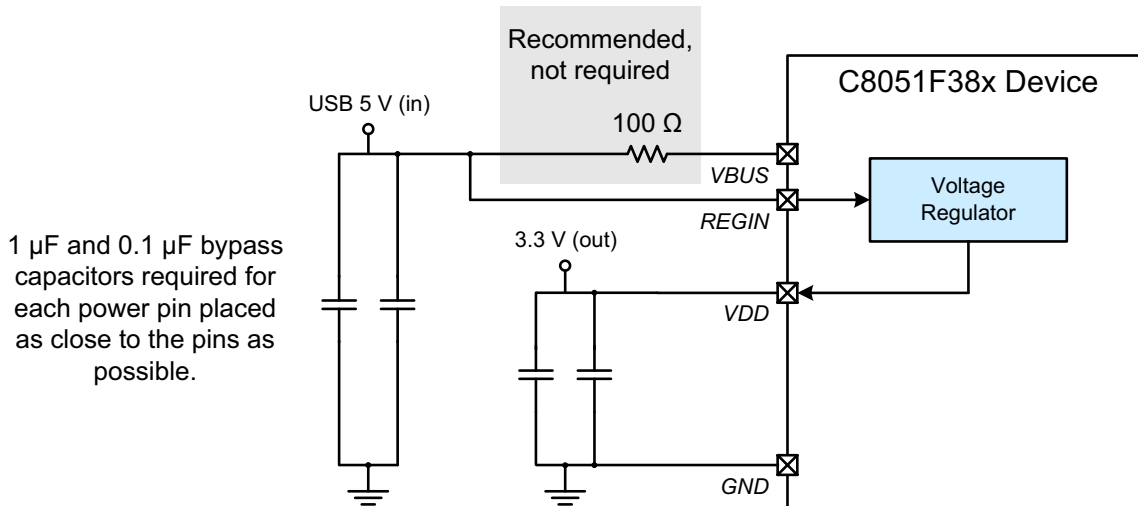 Recommended,
not required
C8051F38x Device
USB 5 V (in)
100 Ω
VBUS
Voltage
Regulator
REGIN
1 µF and 0.1 µF bypass
capacitors required for
each power pin placed
as close to the pins as
possible.
3.3 V (out)
VDD
GND